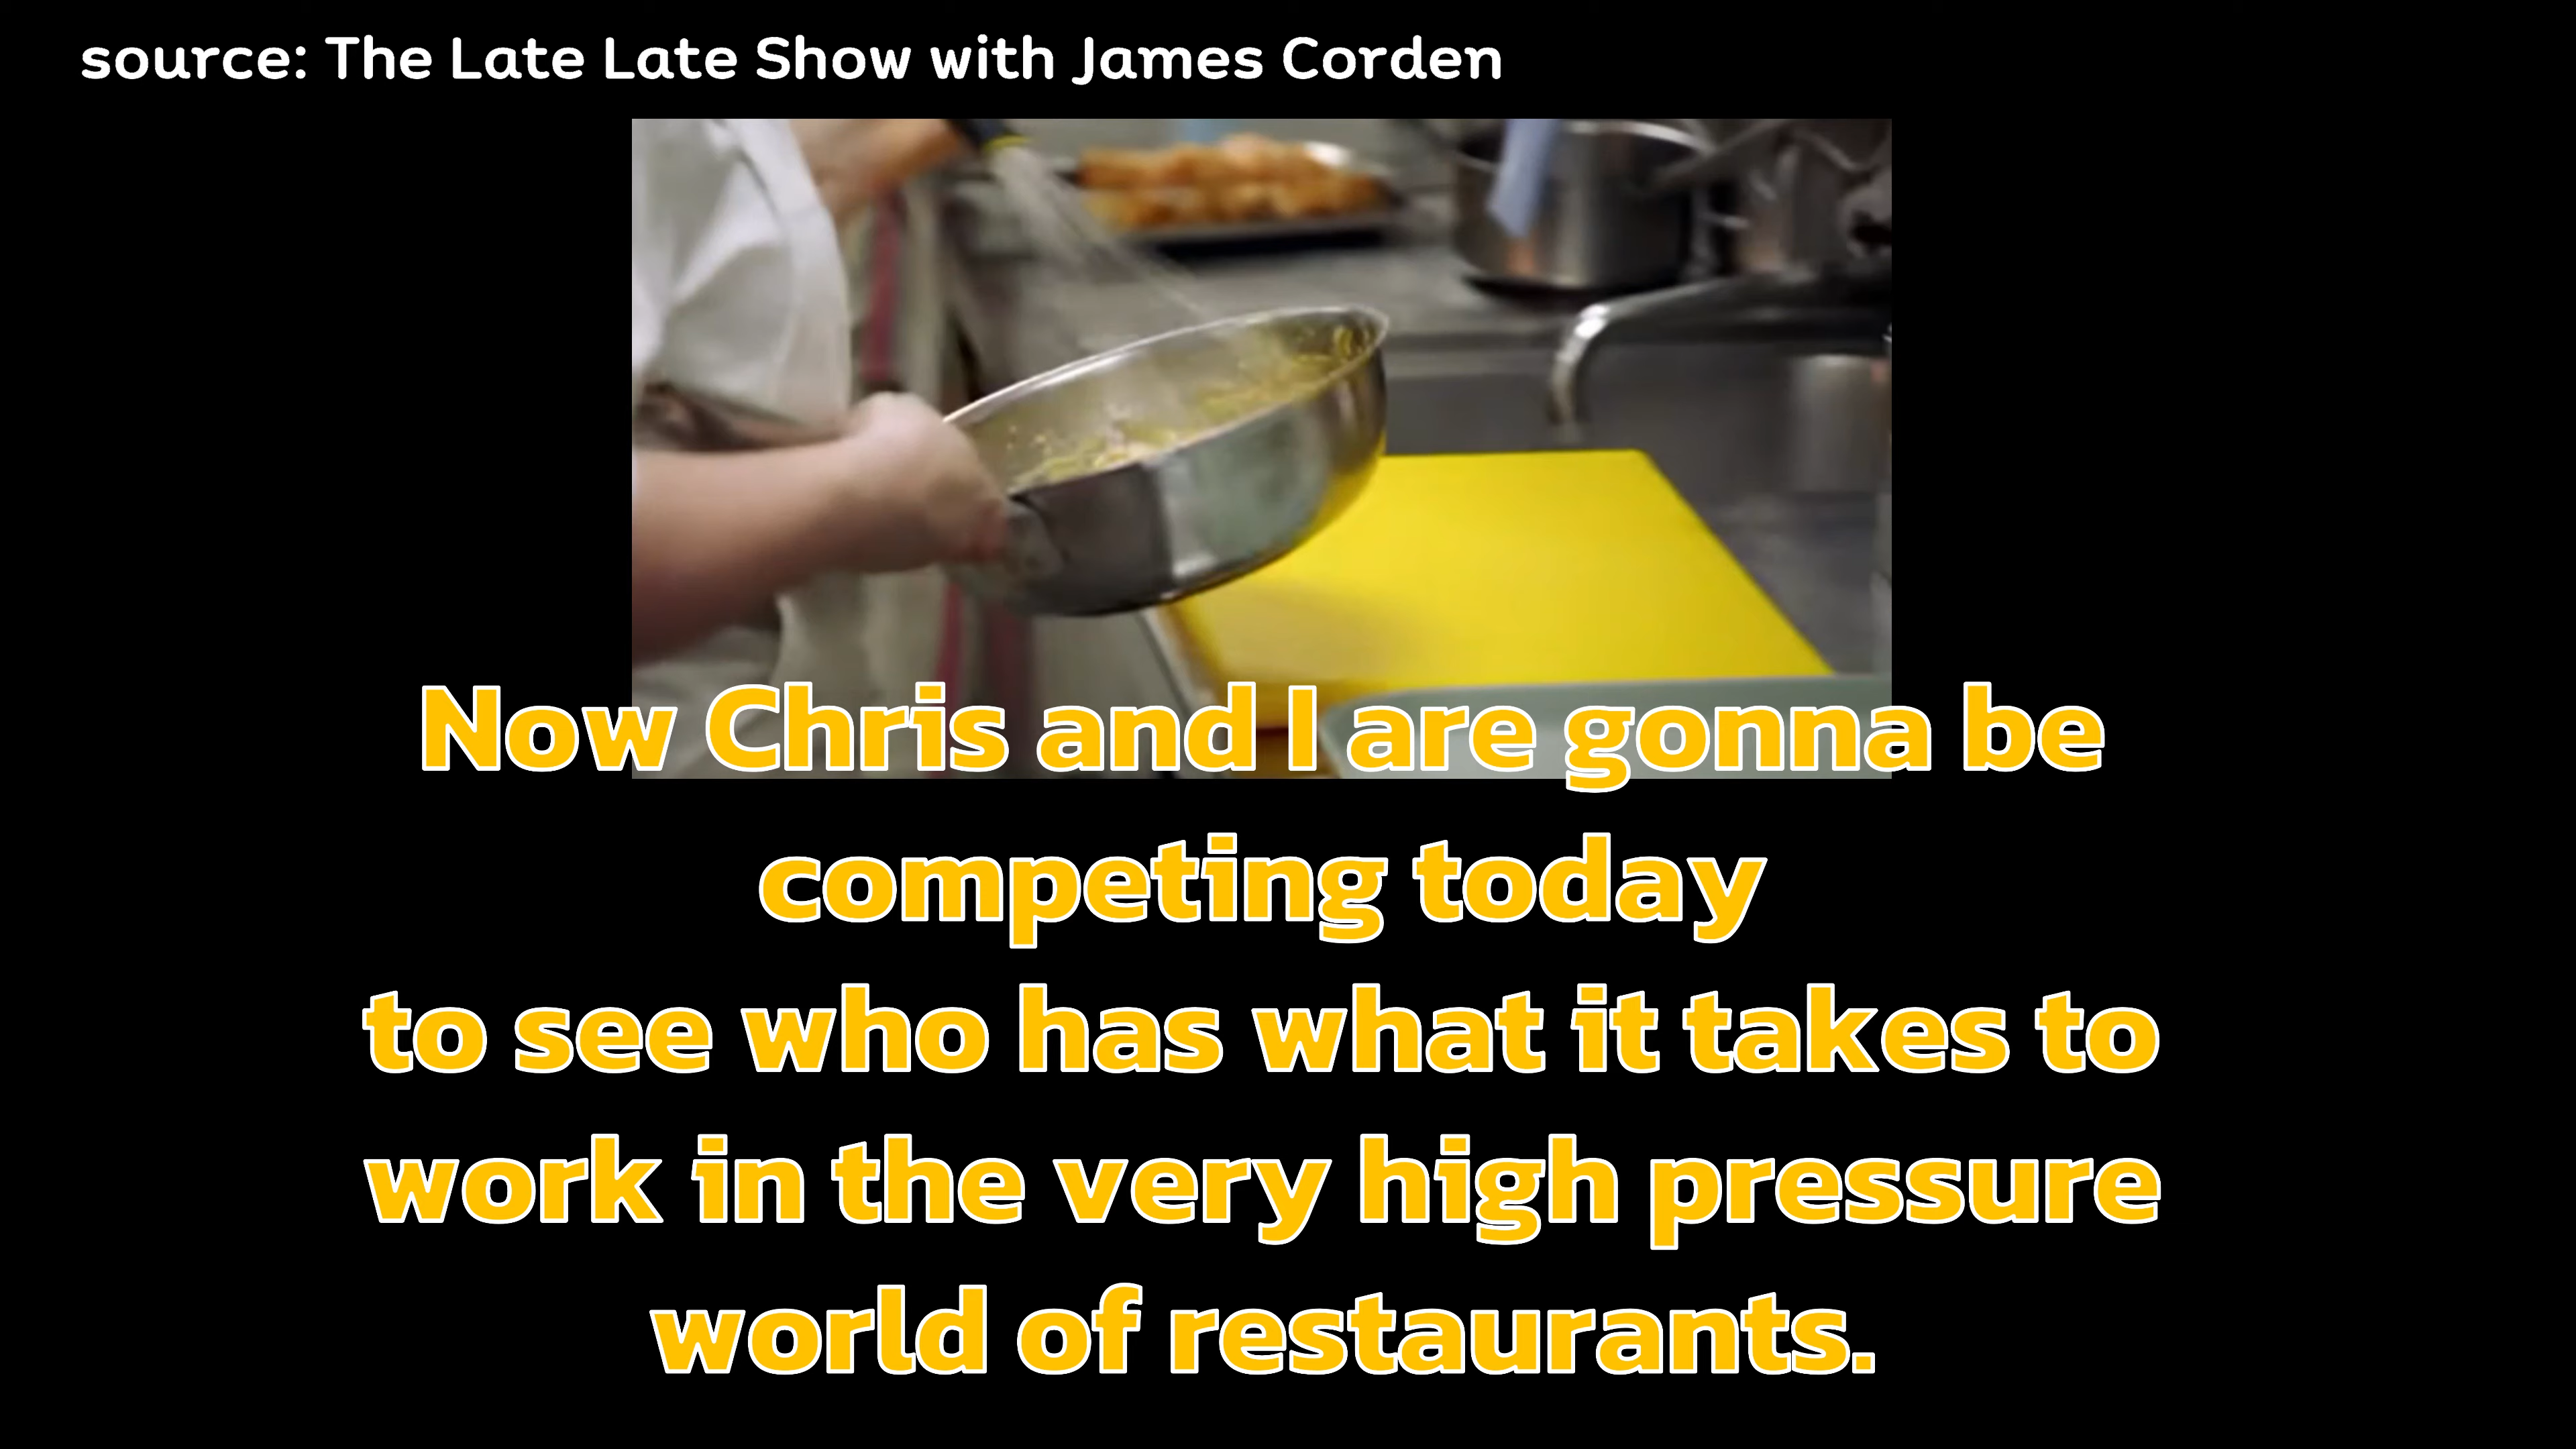 source: The Late Late Show with James Corden
Now Chris and I are gonna be
competing today
to see who has what it takes to
work in the very high pressure
world of restaurants.